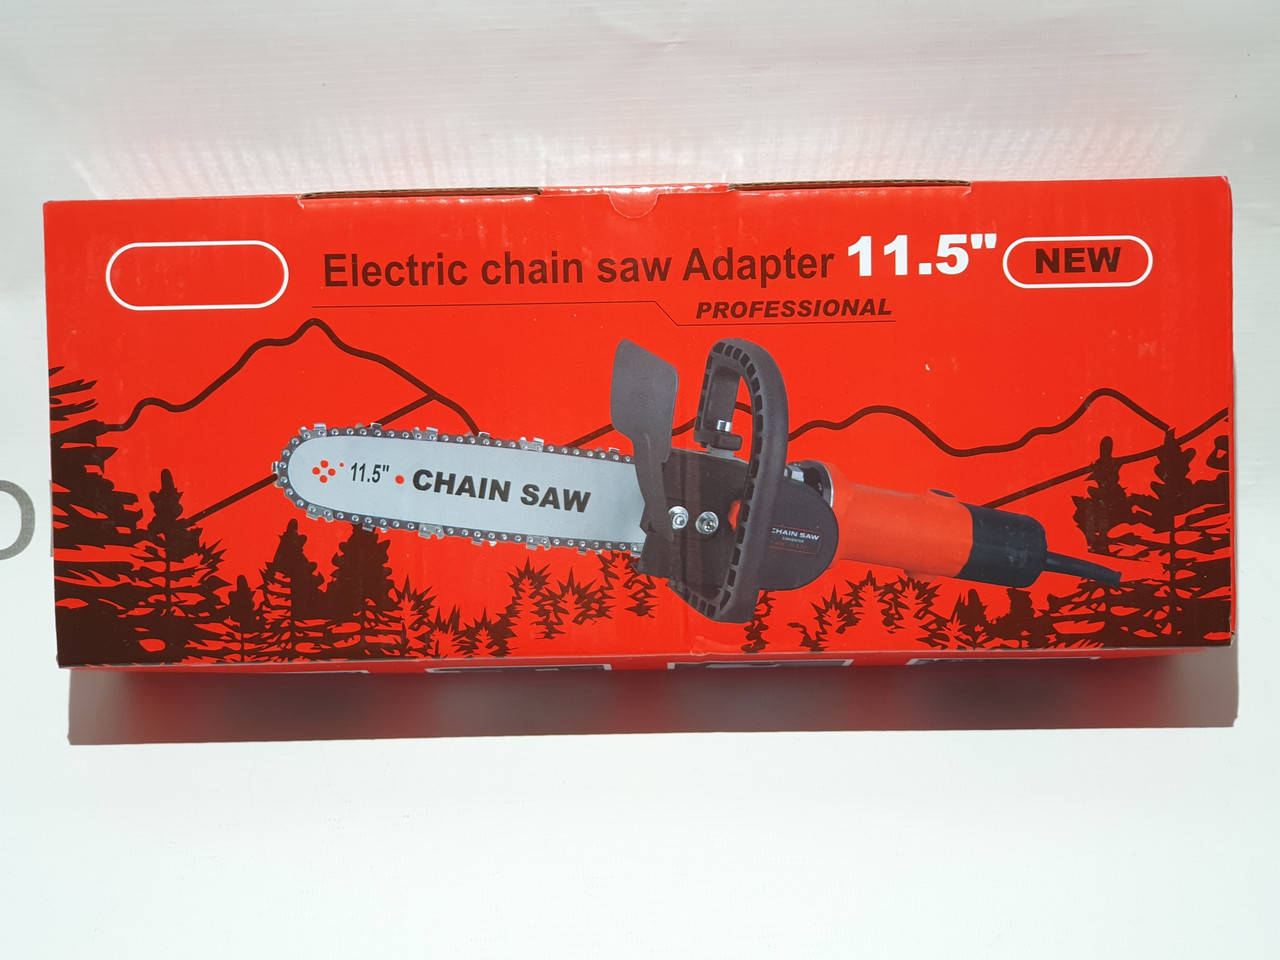 Electric chain saw Adapter 11.5" NEW
PROFESSIONAL
11.5" CHAIN SAW
CHAIN SAW